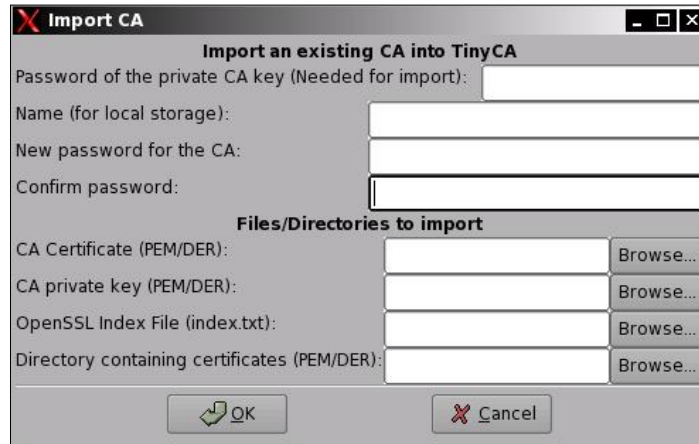 Import CA
Import an existing CA into TinyCA
Password of the private CA key (Needed for import):
Name (for local storage):
New password for the CA:
Confirm password:
Files/Directories to import
CA Certificate (PEM/DER):
Browse...
CA private key (PEM/DER):
Browse...
OpenSSL Index File (index.txt):
Browse...
Directory containing certificates (PEM/DER):
Browse...
OK Cancel